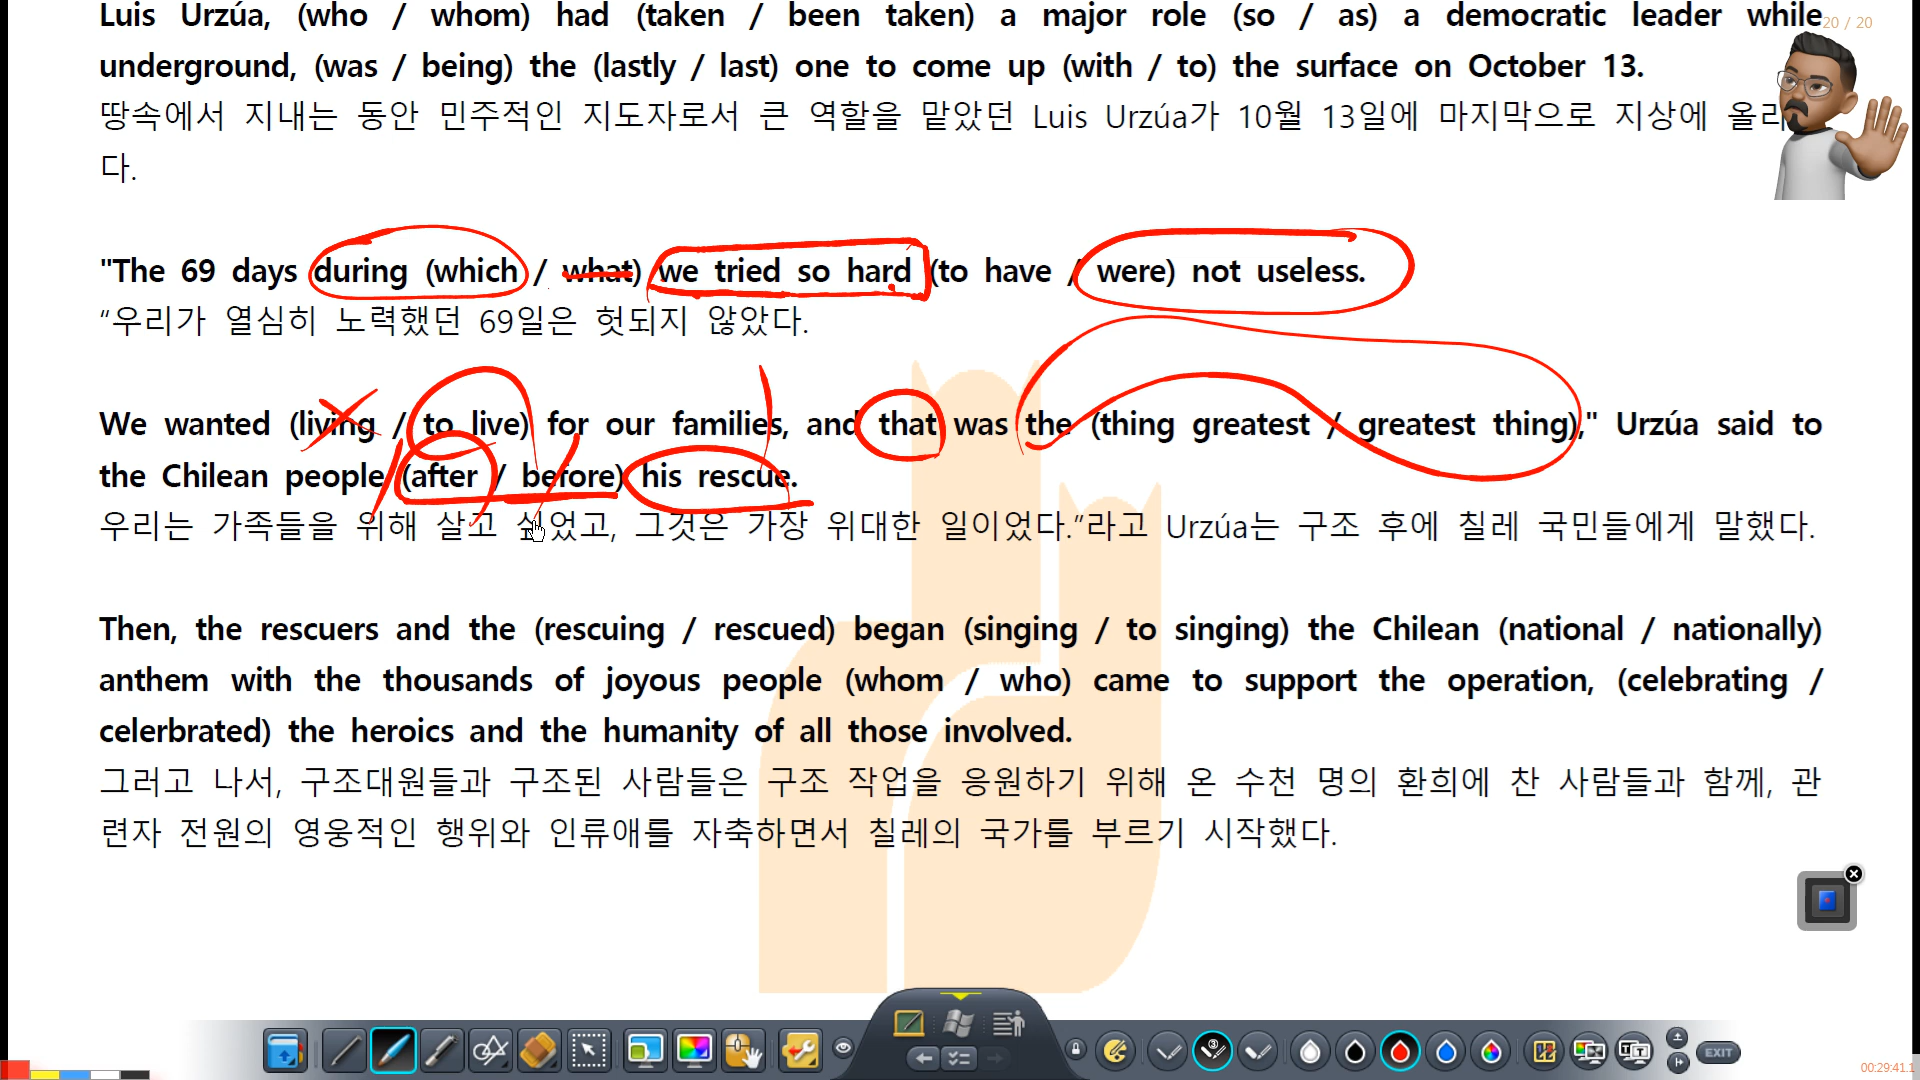 Luis Urzúa, (who / whom) had (taken / been taken) a major role (so / as) a democratic leader while
20 / 20
underground, (was / being) the (lastly / last) one to come up (with / to) the surface on October 13.
땅속에서 지내는 동안 민주적인 지도자로서 큰 역할을 맡았던 Luis Urzúa가 10월 13일에 마지막으로 지상에
다.
"The 69 days during (which / what) we tried so hard (to have / were) not useless.
“우리가 열심히 노력했던 69일은 헛되지 않았다.
We wanted (living / to live) for our families, and that was the (thing greatest / greatest thing)," Urzúa said to
the Chilean people (after / before) his rescue.
우리는 가족들을 위해 살고 싶었고, 그것은 가장 위대한 일이었다.”라고 Urzúa는 구조 후에 칠레 국민들에게 말했다.
Then, the rescuers and the (rescuing / rescued) began (singing / to singing) the Chilean (national / nationally)
anthem with the thousands of joyous people (whom / who) came to support the operation, (celebrating /
celerbrated) the heroics and the humanity of all those involved.
그러고 나서, 구조대원들과 구조된 사람들은 구조 작업을 응원하기 위해 온 수천 명의 환희에 찬 사람들과 함께, 관
련자 전원의 영웅적인 행위와 인류애를 자축하면서 칠레의 국가를 부르기 시작했다.
EXIT
00:29:41.1